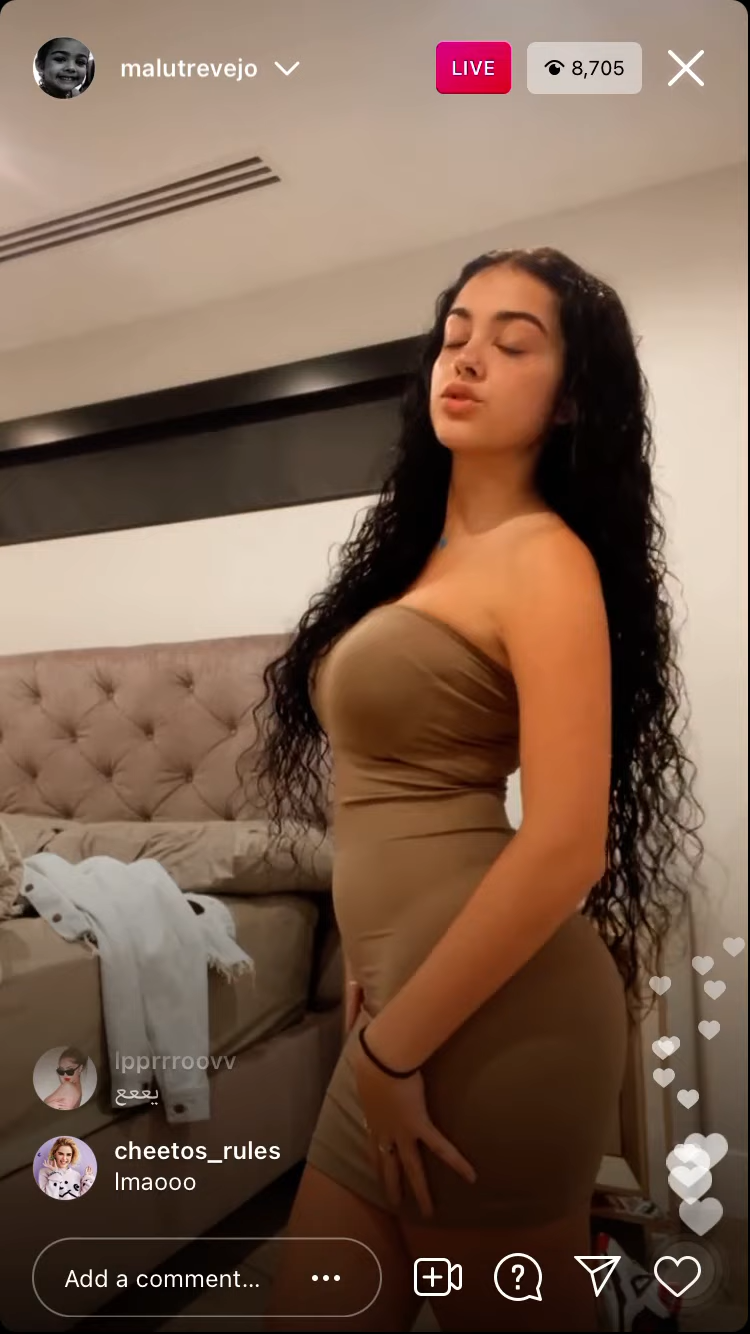 malutrevejo
LIVE
8,705
lpprrroovv
يععع
cheetos_rules
lmaooo
Add a comment...